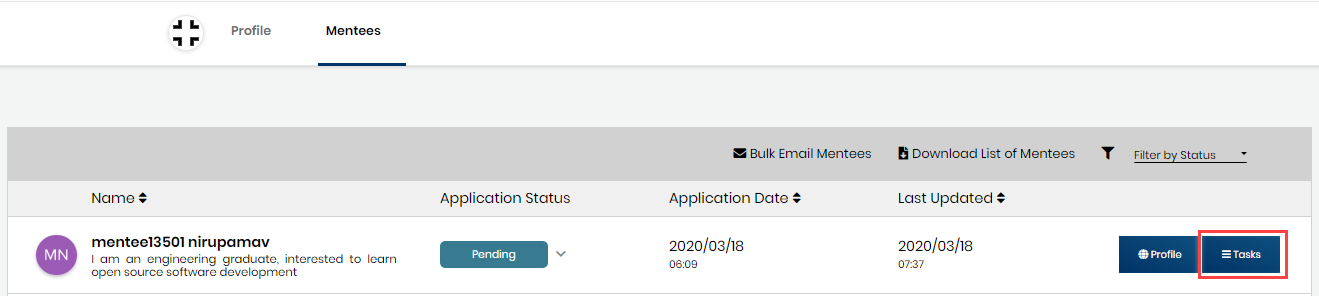 Profile Mentees
Bulk Email Mentees Download List of Mentees Filter by Status
Name Application Status Application Date Last Updated
MN
mentee13501 nirupamav
I am an engineering graduate, interested to learn
open source software development
Pending
2020/03/18
06:09
2020/03/18
07:37
Profile Tasks